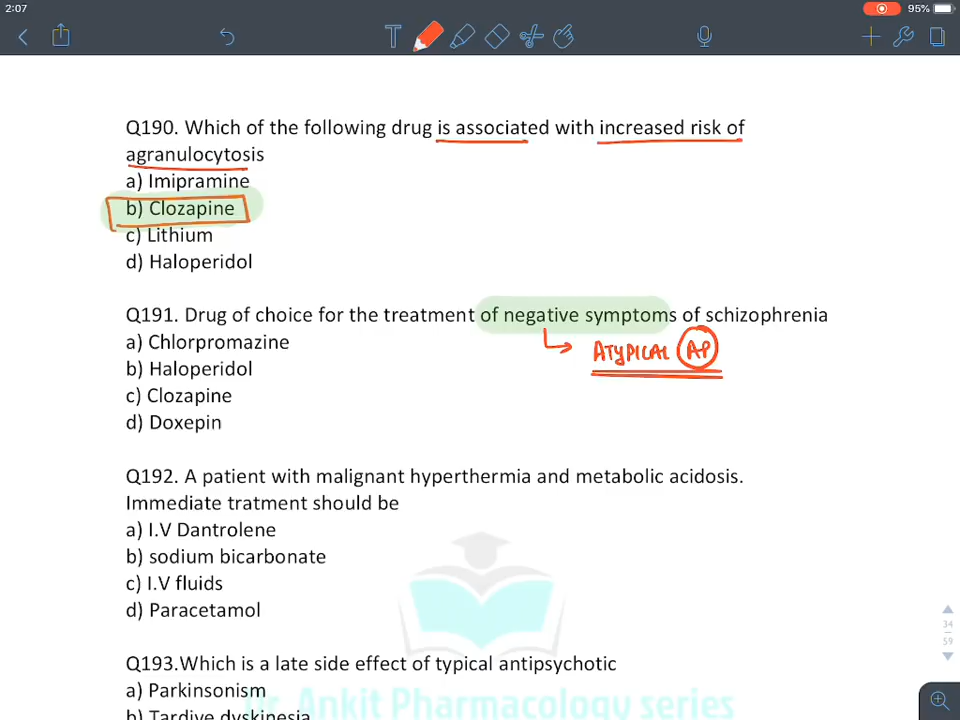 2:07
95%
T
Q190. Which of the following drug is associated with increased risk of
agranulocytosis
a) Imipramine
b) Clozapine
c) Lithium
d) Haloperidol
Q191. Drug of choice for the treatment of negative symptoms of schizophrenia
ATYPICAL AP
a) Chlorpromazine
b) Haloperidol
c) Clozapine
d) Doxepin
Q192. A patient with malignant hyperthermia and metabolic acidosis.
Immediate tratment should be
a) I.V Dantrolene
b) sodium bicarbonate
c) I.V fluids
d) Paracetamol
34
59
Q193.Which is a late side effect of typical antipsychotic
a) Parkinsonism
b) Tardive dyskinesia
Dr. Ankit Pharmacology series